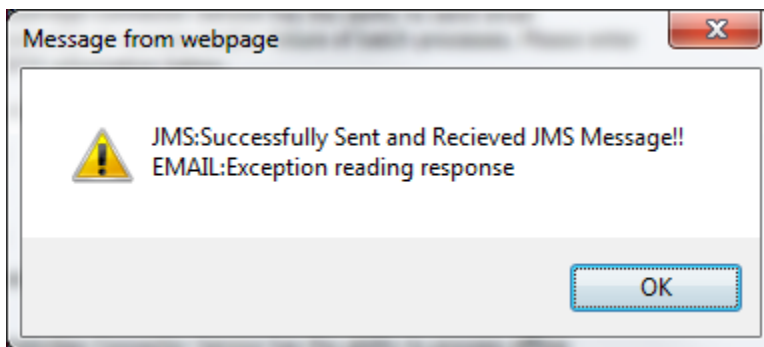 Message from webpage
JMS:Successfully Sent and Recieved JMS Message!!
EMAIL:Exception reading response
OK